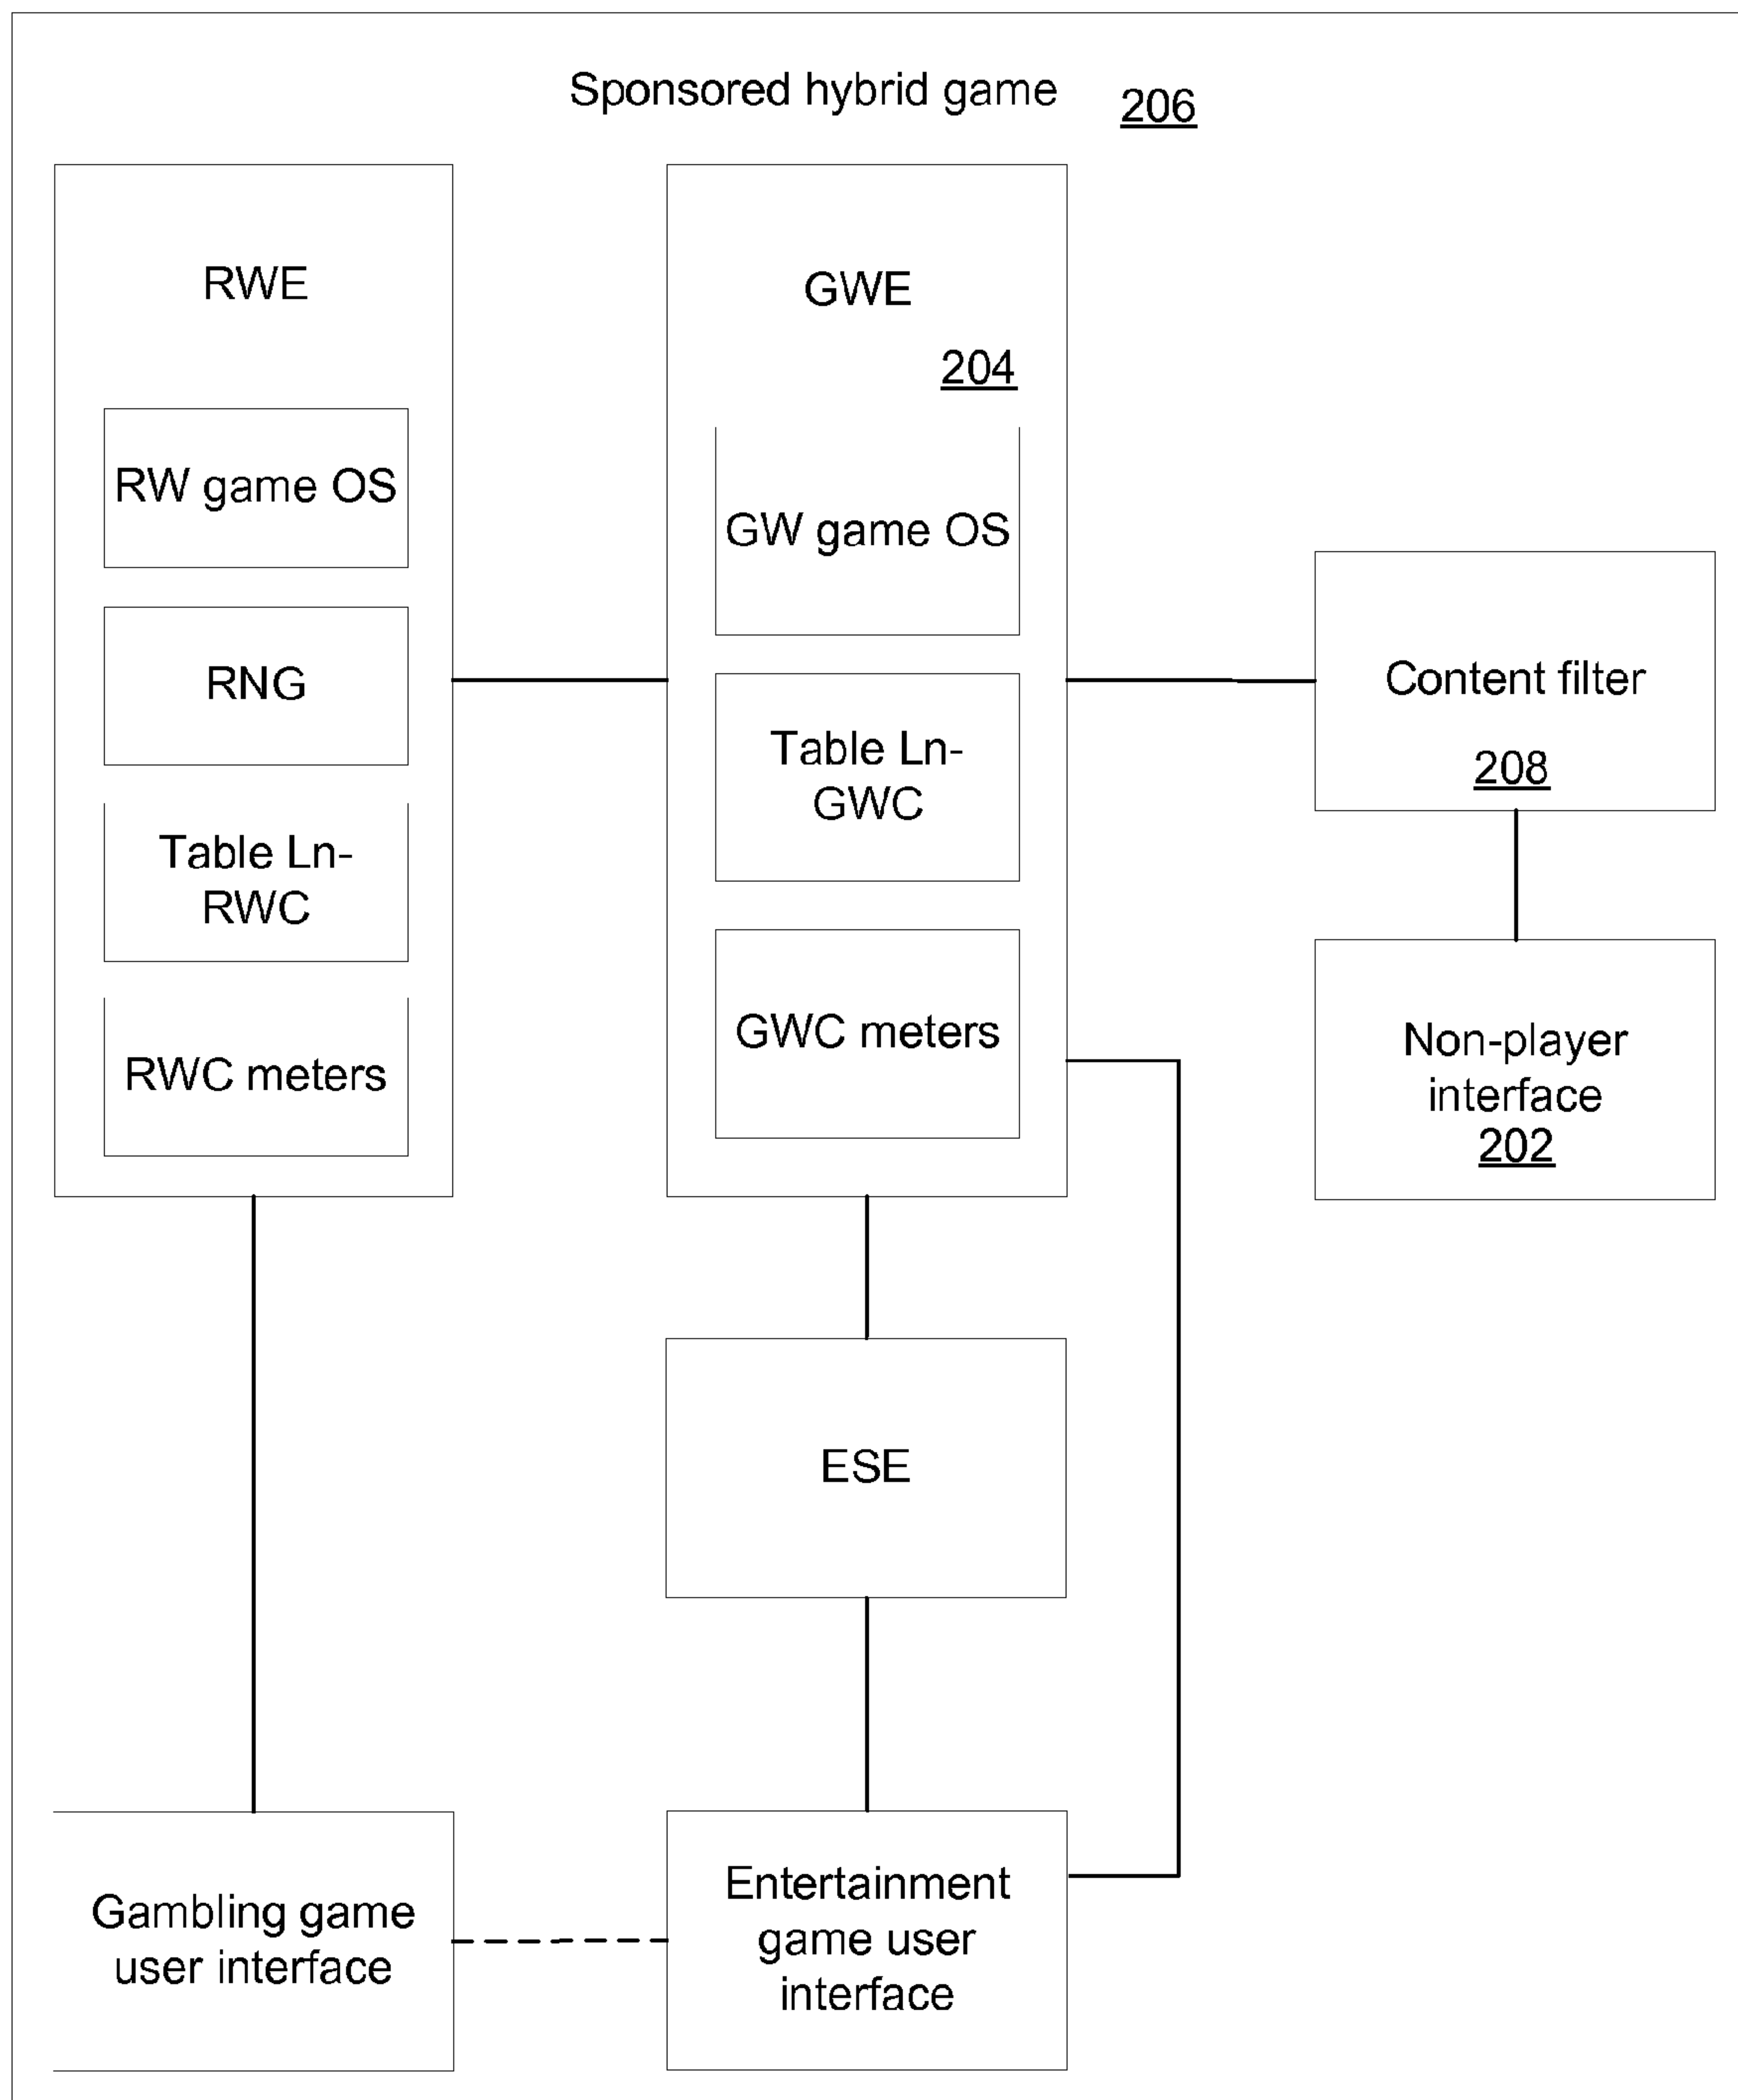 Sponsored hybrid game 206
RWE
RW game OS
RNG
Table Ln-
RWC
RWC meters
GWE
204
GW game OS
Table Ln-
GWC
GWC meters
Content filter
208
Non-player
interface
202
ESE
Gambling game
user interface
Entertainment
game user
interface